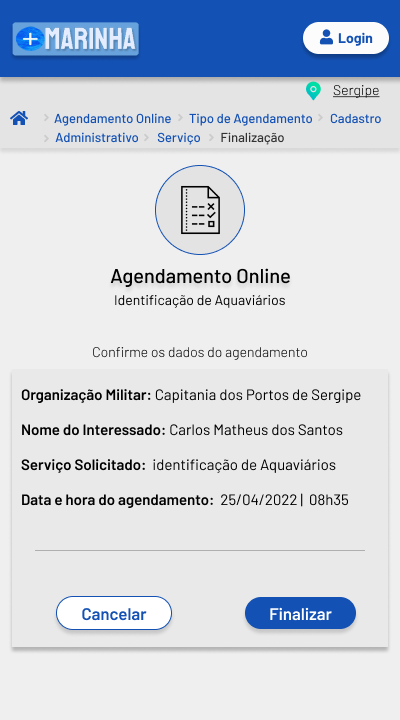 MARINHA
Login
Sergipe
Agendamento Online > Tipo de Agendamento > Cadastro
> Administrativo > Serviço > Finalização
Agendamento Online
Identificação de Aquaviários
Confirme os dados do agendamento
Organização Militar: Capitania dos Portos de Sergipe
Nome do Interessado: Carlos Matheus dos Santos
Serviço Solicitado: identificação de Aquaviários
Data e hora do agendamento: 25/04/2022 | 08h35
Cancelar
Finalizar